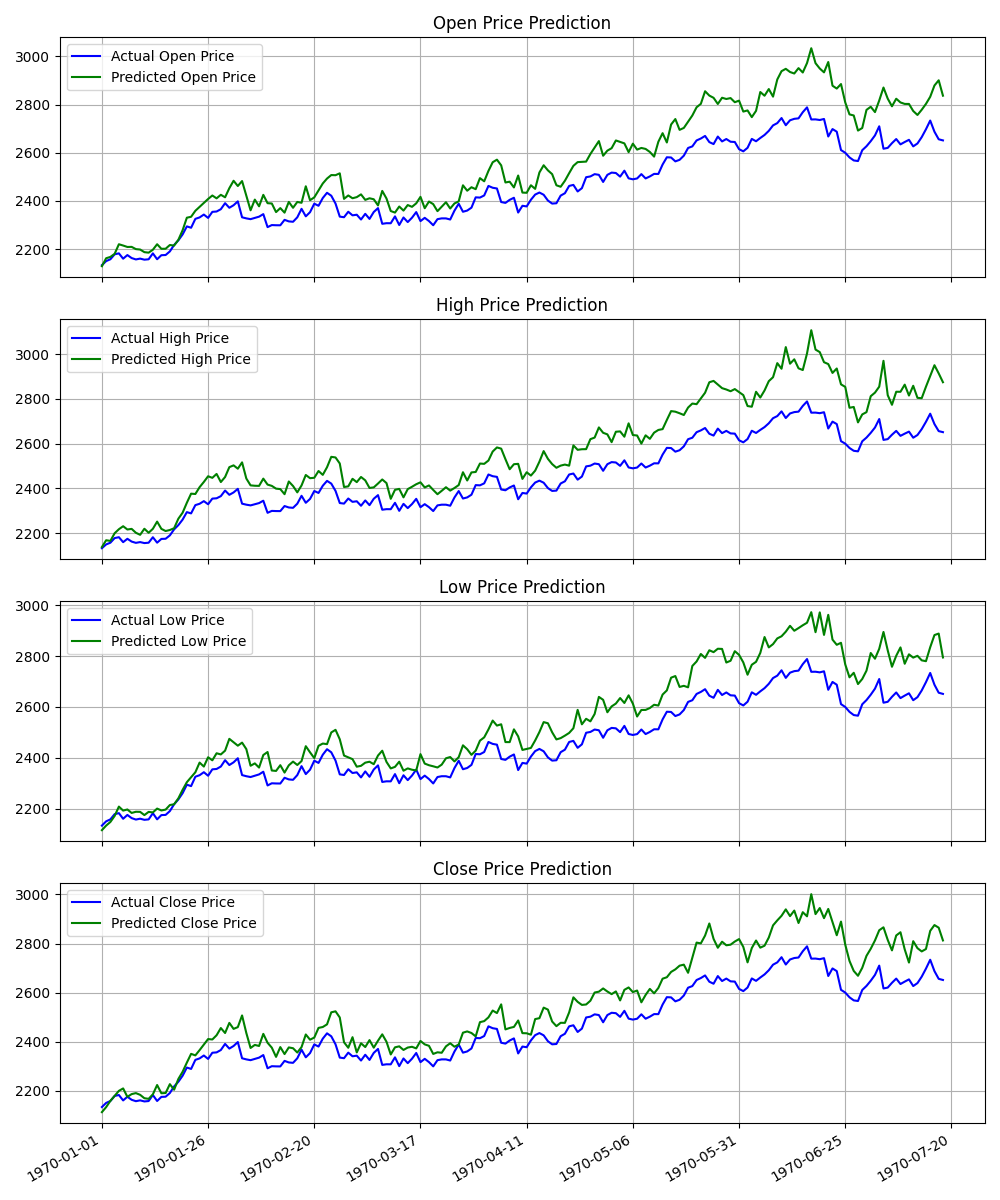 Open Price Prediction
Actual Open Price
Predicted Open Price
3000
2800
2600
2400
2200
High Price Prediction
Actual High Price
Predicted High Price
3000
2800
2600
2400
2200
Low Price Prediction
Actual Low Price
Predicted Low Price
3000
2800
2600
2400
2200
Close Price Prediction
Actual Close Price
Predicted Close Price
3000
2800
2600
2400
2200
1970-01-01
1970-01-26
1970-02-20
1970-03-17
1970-04-11
1970-05-06
1970-05-31
1970-06-25
1970-07-20